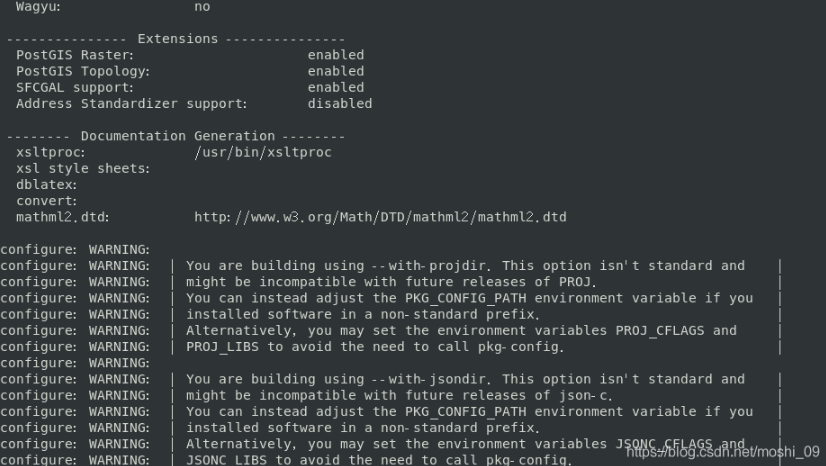 Wagyu: no
--------------- Extensions ---------------
PostGIS Raster: enabled
PostGIS Topology: enabled
SFCGAL support: enabled
Address Standardizer support: disabled
-------- Documentation Generation --------
xsltproc: /usr/bin/xsltproc
xsl style sheets:
dblatex:
convert:
mathml2.dtd: http://www.w3.org/Math/DTD/mathml2/mathml2.dtd
configure: WARNING:
configure: WARNING: | You are building using --with-projdir. This option isn't standard and |
configure: WARNING: | might be incompatible with future releases of PROJ. |
configure: WARNING: | You can instead adjust the PKG_CONFIG_PATH environment variable if you |
configure: WARNING: | installed software in a non-standard prefix. |
configure: WARNING: | Alternatively, you may set the environment variables PROJ_CFLAGS and |
configure: WARNING: | PROJ_LIBS to avoid the need to call pkg-config. |
configure: WARNING:
configure: WARNING: | You are building using --with-jsondir. This option isn't standard and |
configure: WARNING: | might be incompatible with future releases of json-c. |
configure: WARNING: | You can instead adjust the PKG_CONFIG_PATH environment variable if you |
configure: WARNING: | installed software in a non-standard prefix. |
configure: WARNING: | Alternatively, you may set the environment variables JSONC_CFLAGS and |
configure: WARNING: | JSONC_LIBS to avoid the need to call pkg-config. |
https://blog.csdn.net/moshi_09